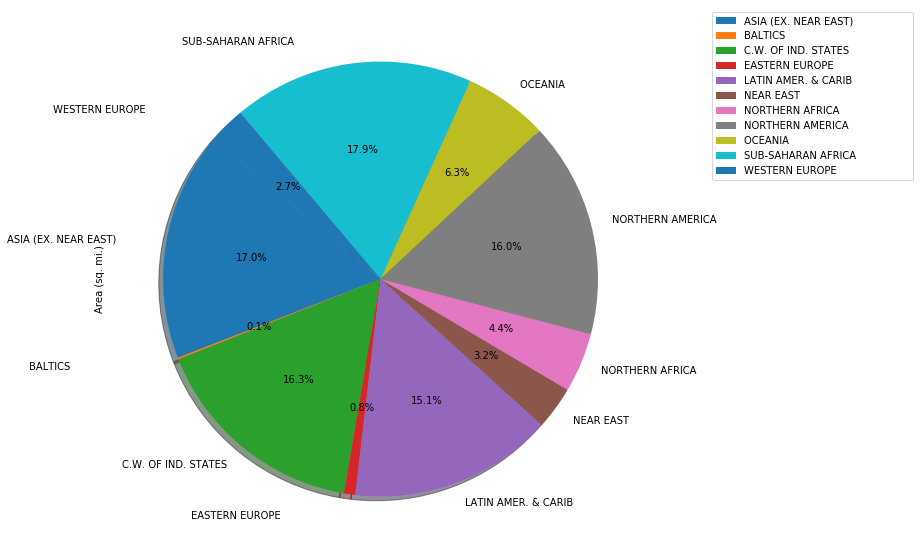 SUB-SAHARAN AFRICA
OCEANIA
WESTERN EUROPE
17.9%
6.3%
2.7%
NORTHERN AMERICA
ASIA (EX. NEAR EAST)
16.0%
17.0%
Area (sq. mi.)
0.1%
4.4%
3.2%
BALTICS
NORTHERN AFRICA
16.3%
15.1%
0.8%
NEAR EAST
C.W. OF IND. STATES
LATIN AMER. & CARIB
EASTERN EUROPE
ASIA (EX. NEAR EAST)
BALTICS
C.W. OF IND. STATES
EASTERN EUROPE
LATIN AMER. & CARIB
NEAR EAST
NORTHERN AFRICA
NORTHERN AMERICA
OCEANIA
SUB-SAHARAN AFRICA
WESTERN EUROPE